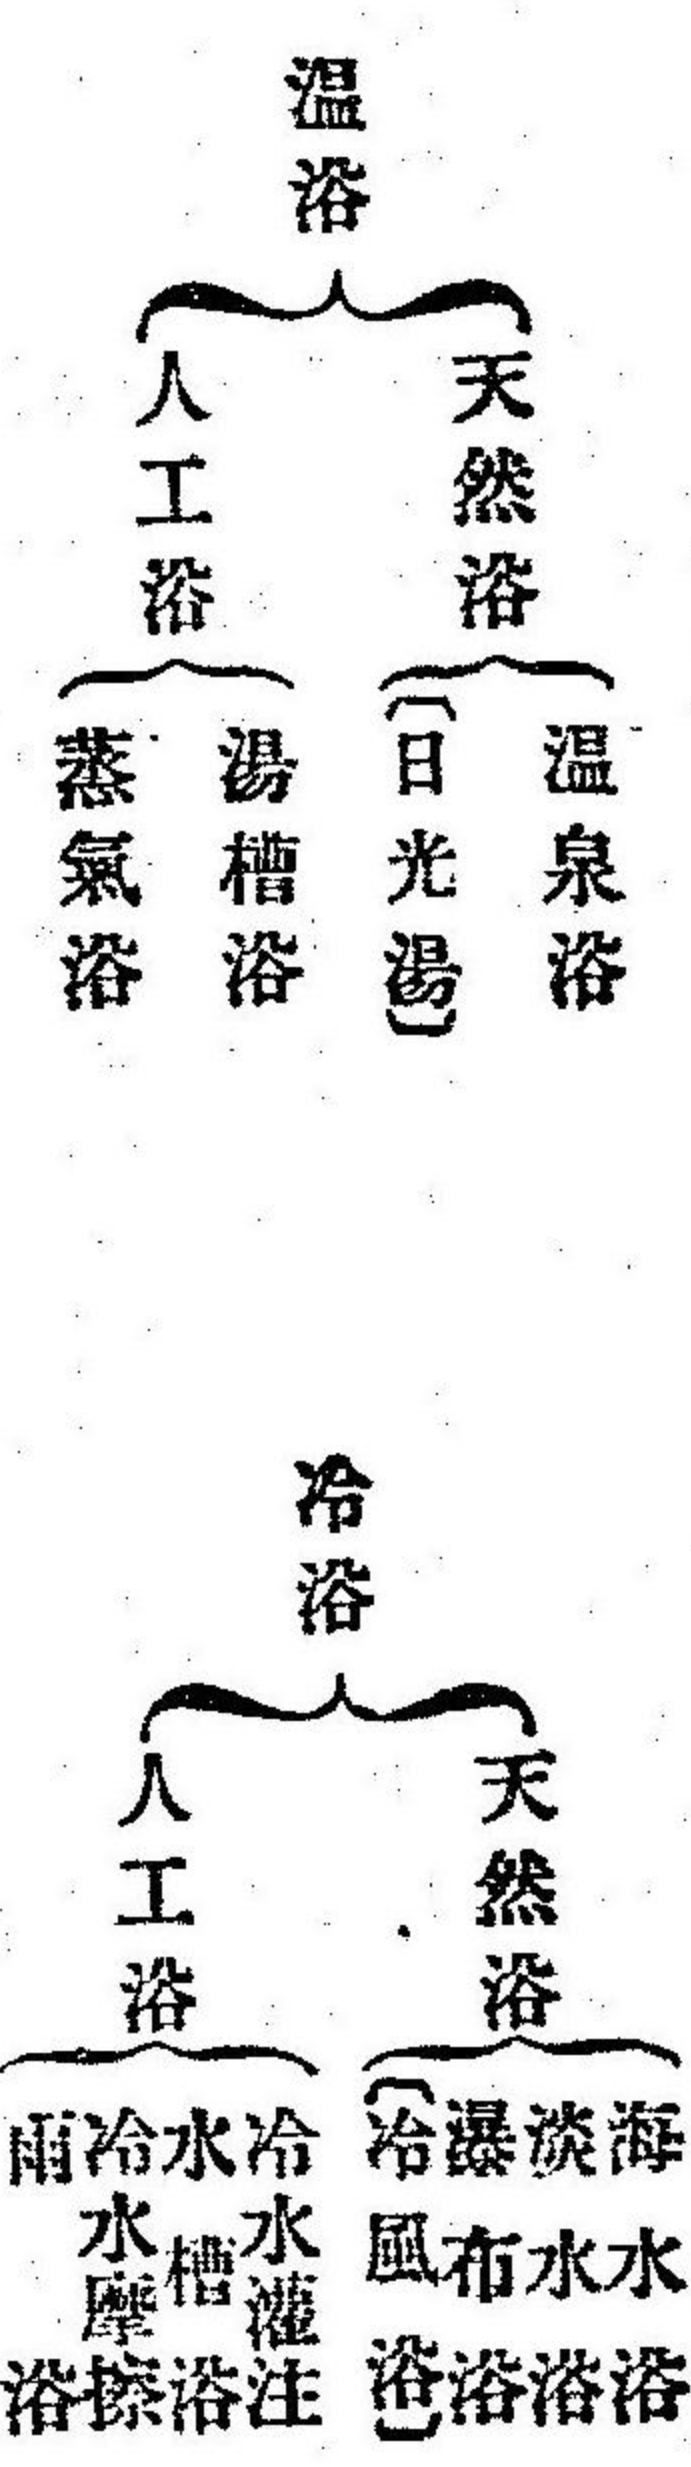 温浴
天然浴
温泉浴
〔日光湯〕
人工浴
湯槽浴
蒸氣浴
冷浴
天然浴
海水浴
淡水浴
瀑布浴
〔冷風浴〕
人工浴
冷水灌注
水槽浴
冷水摩擦
雨浴